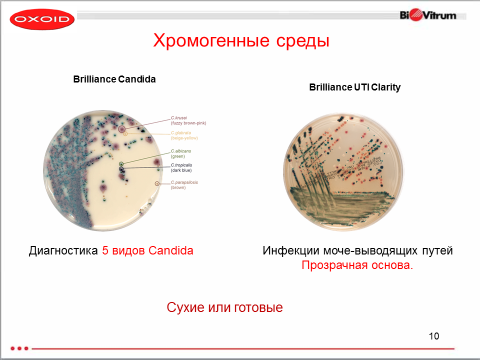 OXOID
BioVitrum
Хромогенные среды
Brilliance Candida
Brilliance UTI Clarity
C.krusei
(fuzzy brown-pink)
C.glabrata
(beige-yellow)
C.albicans
(green)
C.tropicalis
(dark blue)
C.parapsilosis
(brown)
Диагностика 5 видов Candida
Инфекции моче-выводящих путей
Прозрачная основа.
Сухие или готовые
10